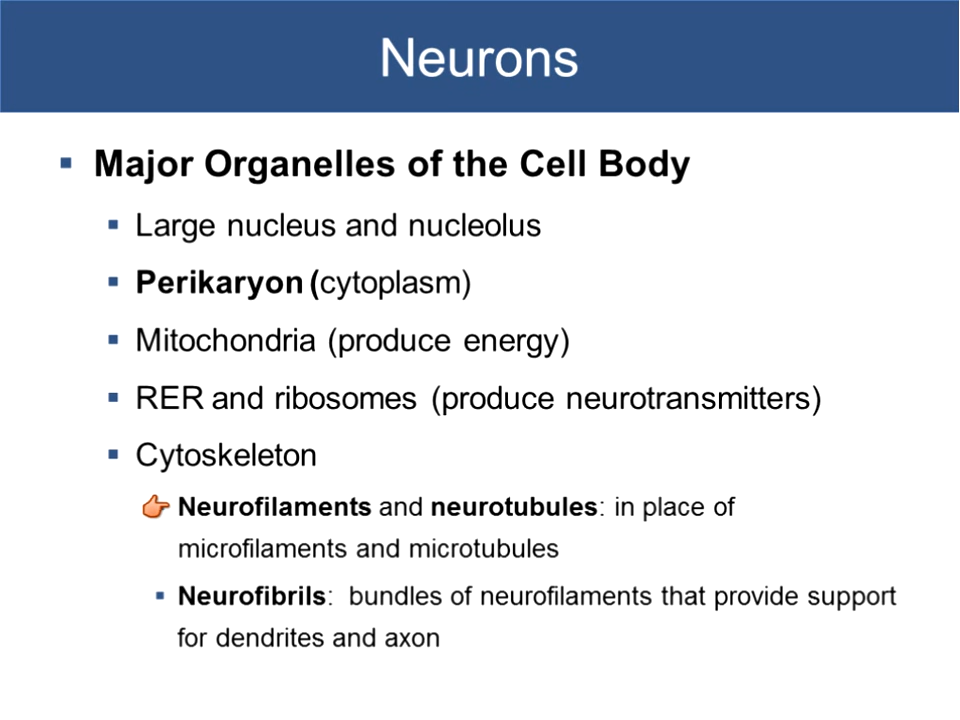 Neurons
Major Organelles of the Cell Body
Large nucleus and nucleolus
Perikaryon (cytoplasm)
Mitochondria (produce energy)
RER and ribosomes (produce neurotransmitters)
Cytoskeleton
Neurofilaments and neurotubules: in place of
microfilaments and microtubules
Neurofibrils: bundles of neurofilaments that provide support
for dendrites and axon